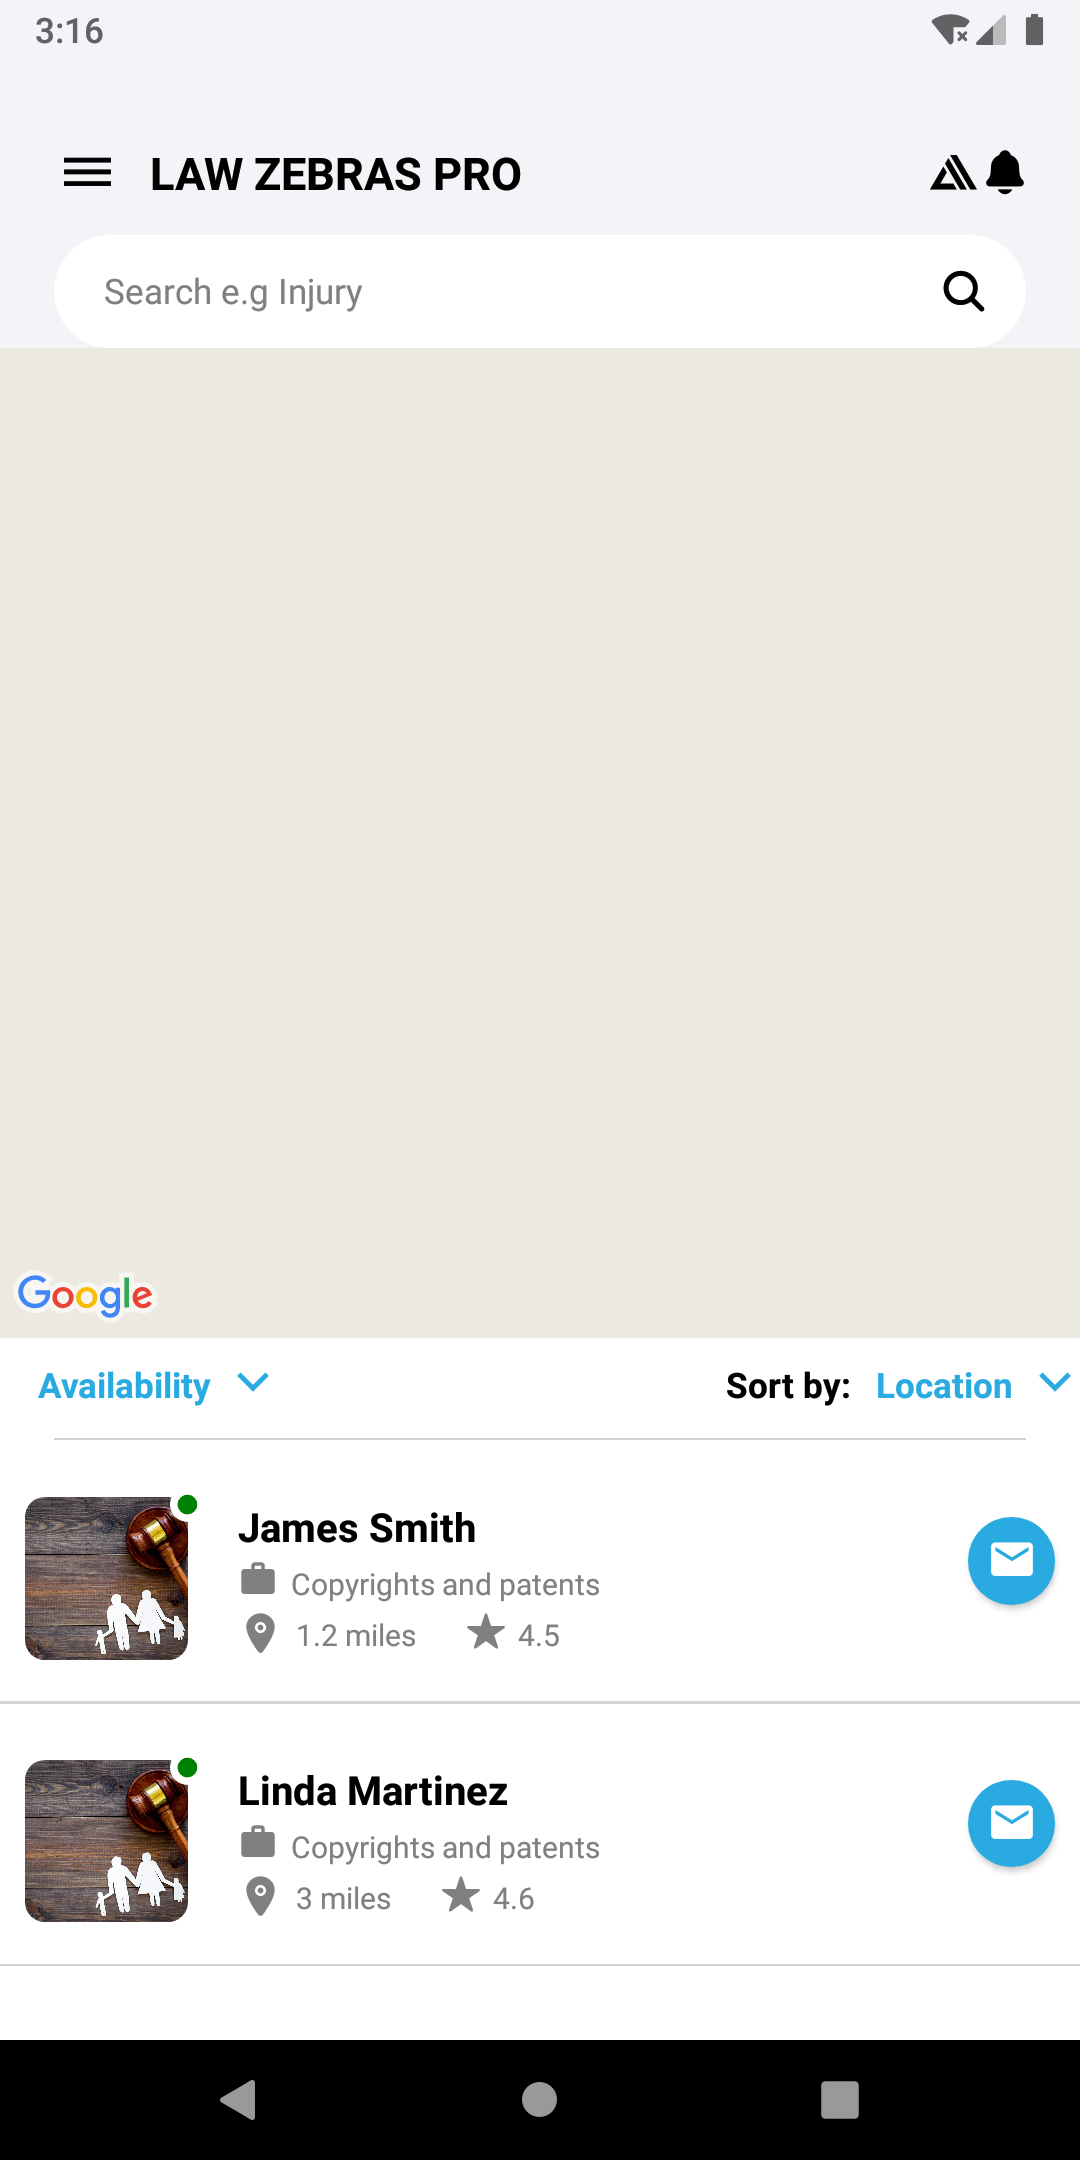 3:16
LAW ZEBRAS PRO
Search e.g Injury
Google
Availability
Sort by: Location
James Smith
Copyrights and patents
1.2 miles 4.5
Linda Martinez
Copyrights and patents
3 miles 4.6